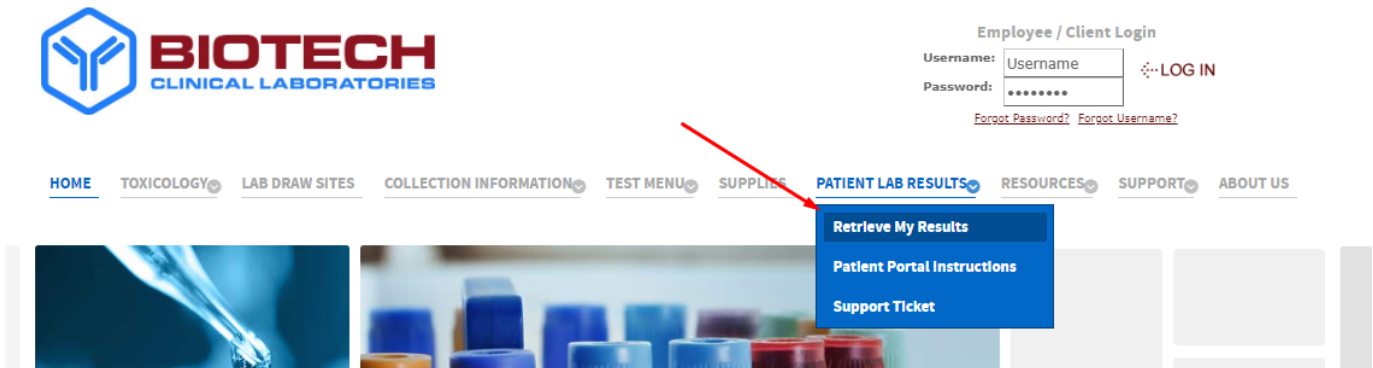 BIOTECH
CLINICAL LABORATORIES
Employee / Client Login
Username: Username
LOG IN
Password: ••••••••
Forgot Password? Forgot Username?
HOME TOXICOLOGY LAB DRAW SITES COLLECTION INFORMATION TEST MENU SUPPLIES PATIENT LAB RESULTS RESOURCES SUPPORT ABOUT US
Retrieve My Results
Patient Portal Instructions
Support Ticket